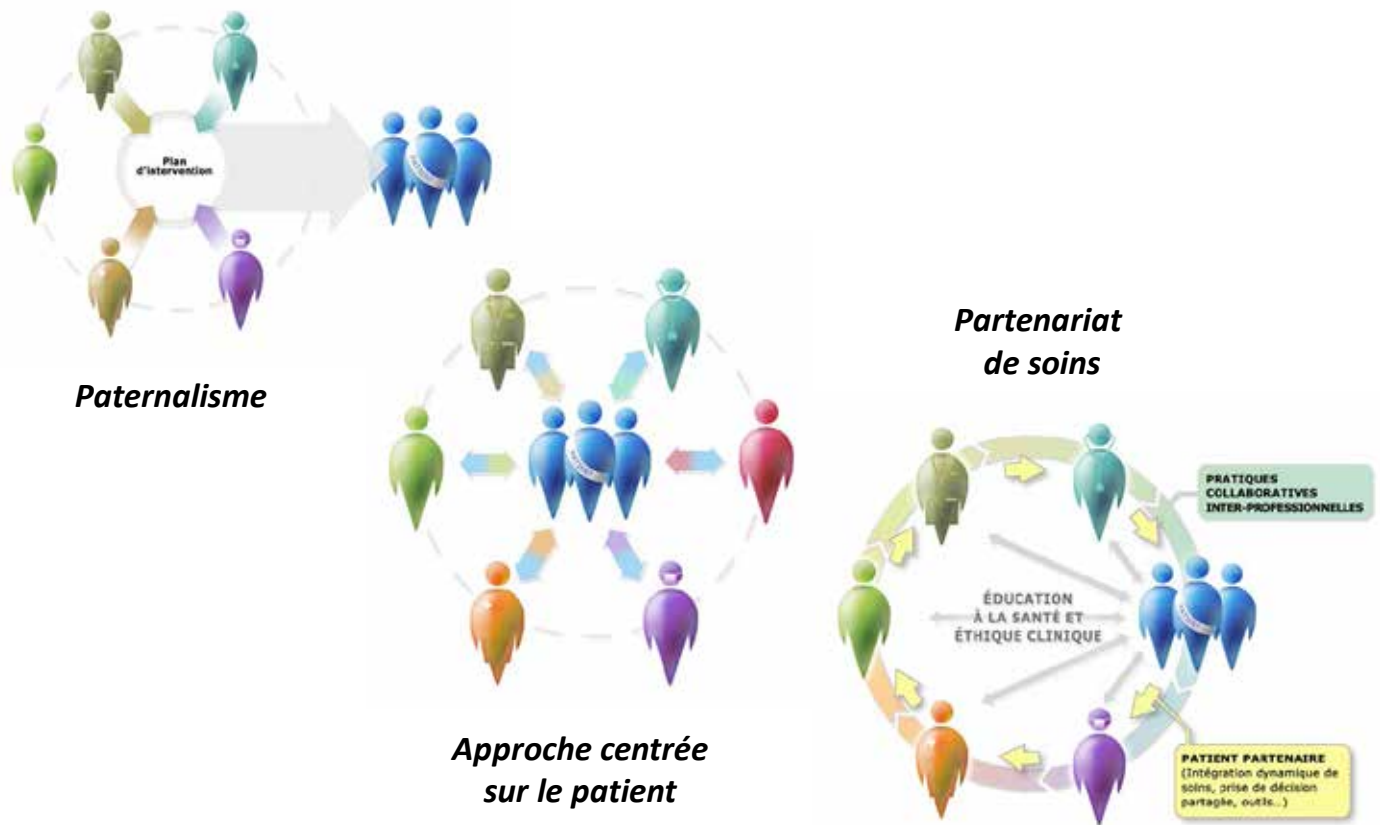 Plan
d'intervention
Paternalisme
PATIENT
Approche centrée
sur le patient
Partenariat
de soins
PRATIQUES
COLLABORATIVES
INTER-PROFESSIONNELLES
ÉDUCATION
À LA SANTÉ ET
ÉTHIQUE CLINIQUE
PATIENT PARTENAIRE
(Intégration dynamique de
soins, prise de décision
partagée, outils...)